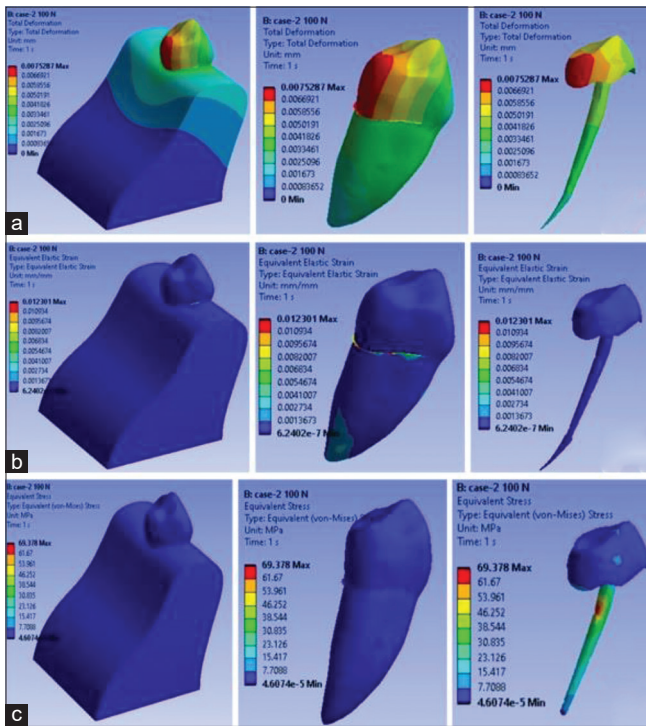 B: case-2 100 N
Total Deformation
Type: Total Deformation
Unit: mm
Time: 1 s
0.0075287 Max
0.0066921
0.0058556
0.0050191
0.0041826
0.0033461
0.0025096
0.001673
0.00083652
0 Min
B: case-2 100 N
Total Deformation
Type: Total Deformation
Unit: mm
Time: 1 s
0.0075287 Max
0.0066921
0.0058556
0.0050191
0.0041826
0.0033461
0.0025096
0.001673
0.00083652
0 Min
B: case-2 100 N
Total Deformation
Type: Total Deformation
Unit: mm
Time: 1 s
0.0075287 Max
0.0066921
0.0058556
0.0050191
0.0041826
0.0033461
0.0025096
0.001673
0.00083652
0 Min
a
B: case-2 100 N
Equivalent Elastic Strain
Type: Equivalent Elastic Strain
Unit: mm/mm
Time: 1 s
0.012301 Max
0.010934
0.0095674
0.0082007
0.006834
0.0054674
0.0041007
0.002734
0.0013673
6.2402e-7 Min
B: case-2 100 N
Equivalent Elastic Strain
Type: Equivalent Elastic Strain
Unit: mm/mm
Time: 1 s
0.012301 Max
0.010934
0.0095674
0.0082007
0.006834
0.0054674
0.0041007
0.002734
0.0013673
6.2402e-7 Min
B: case-2 100 N
Equivalent Elastic Strain
Type: Equivalent Elastic Strain
Unit: mm/mm
Time: 1 s
0.012301 Max
0.010934
0.0095674
0.0082007
0.006834
0.0054674
0.0041007
0.002734
0.0013673
6.2402e-7 Min
b
B: case-2 100 N
Equivalent Stress
Type: Equivalent (von-Mises) Stress
Unit: MPa
Time: 1 s
69.378 Max
61.67
53.961
46.252
38.544
30.835
23.126
15.417
7.7088
4.6074e-5 Min
B: case-2 100 N
Equivalent Stress
Type: Equivalent (von-Mises)
Unit: MPa
Time: 1 s
69.378 Max
61.67
53.961
46.252
38.544
30.835
23.126
15.417
7.7088
4.6074e-5 Min
B: case-2 100 N
Equivalent Stress
Type: Equivalent (von-Mises) Stress
Unit: MPa
Time: 1 s
69.378 Max
61.67
53.961
46.252
38.544
30.835
23.126
15.417
7.7088
4.6074e-5 Min
c